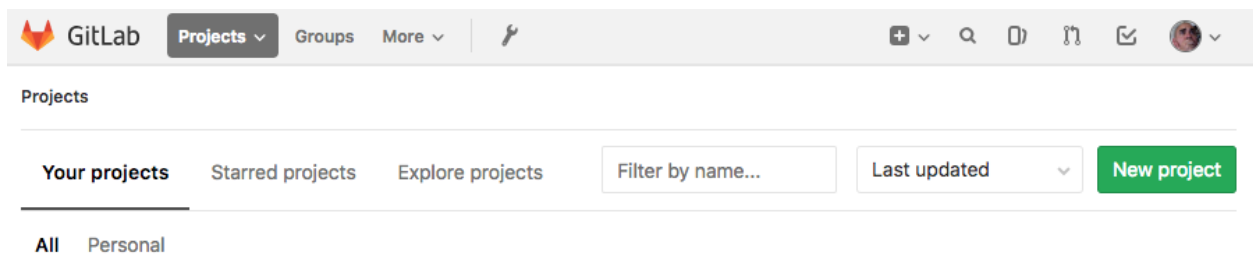 GitLab Projects Groups More
Projects
Your projects Starred projects Explore projects Filter by name... Last updated New project
All Personal